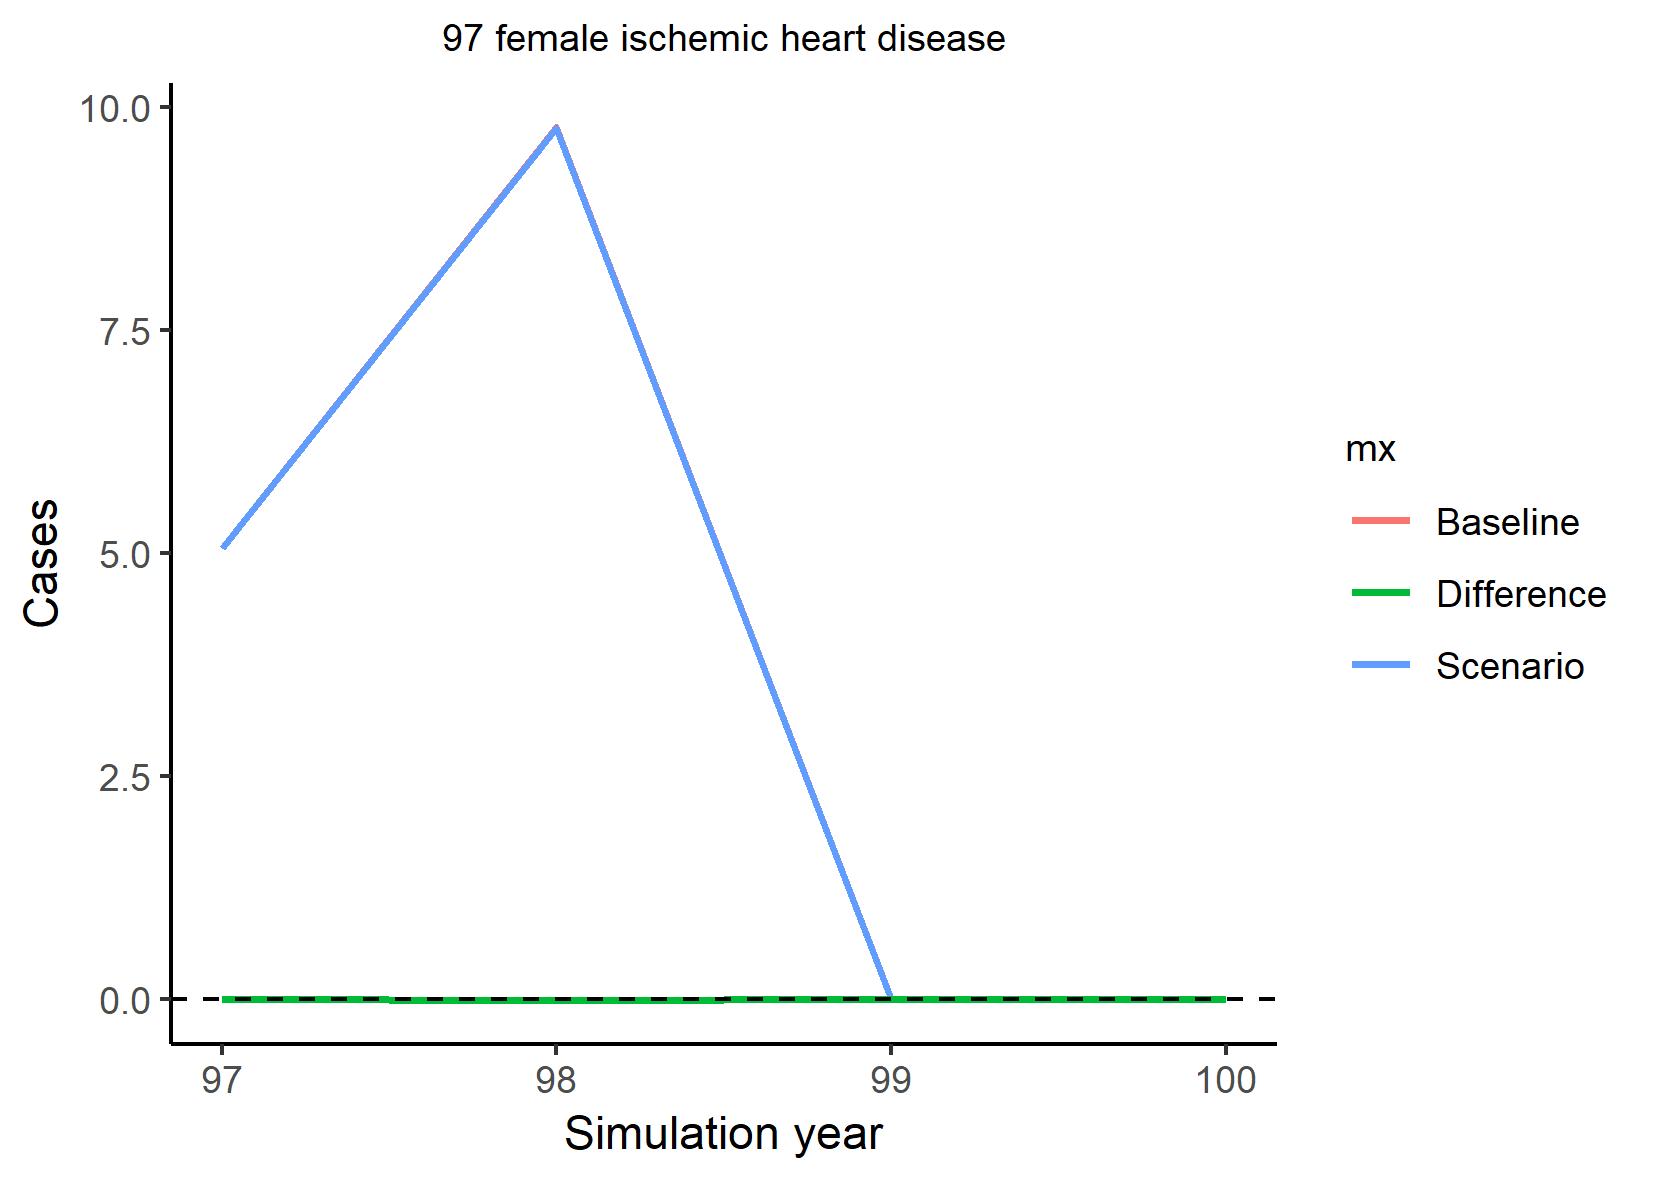 97 female ischemic heart disease
10.0
7.5
5.0
2.5
0.0
Cases
97 98 99 100
Simulation year
mx
Baseline
Difference
Scenario